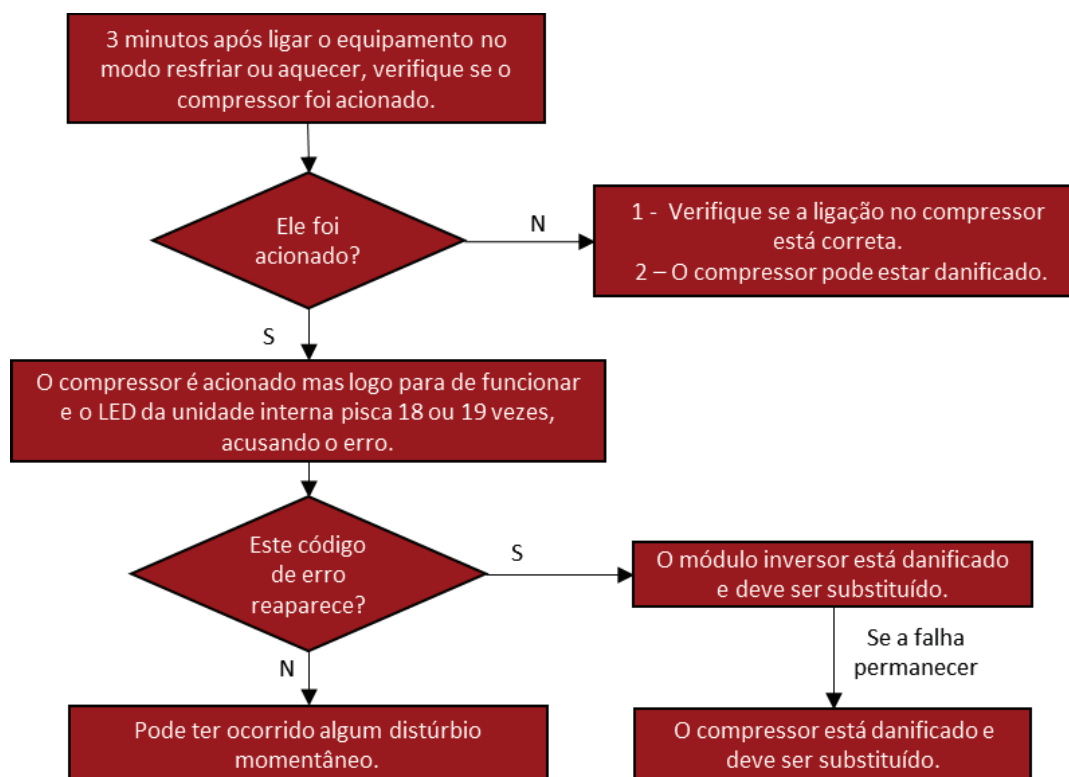 3 minutos após ligar o equipamento no
modo resfriar ou aquecer, verifique se o
compressor foi acionado.
Ele foi
acionado?
N
1 - Verifique se a ligação no compressor
está correta.
2 – O compressor pode estar danificado.
S
O compressor é acionado mas logo para de funcionar
e o LED da unidade interna pisca 18 ou 19 vezes,
acusando o erro.
Este código
de erro
reaparece?
S
O módulo inversor está danificado
e deve ser substituído.
Se a falha
permanecer
N
Pode ter ocorrido algum distúrbio
momentâneo.
O compressor está danificado e
deve ser substituído.